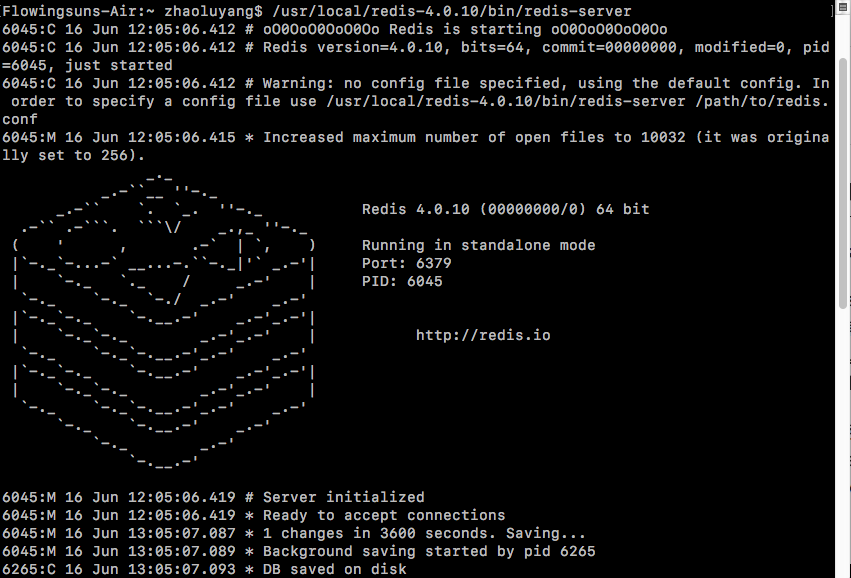 [Flowingsuns-Air:~ zhaoluyang$ /usr/local/redis-4.0.10/bin/redis-server ]
6045:C 16 Jun 12:05:06.412 # oO0OoO0OoO0Oo Redis is starting oO0OoO0OoO0Oo
6045:C 16 Jun 12:05:06.412 # Redis version=4.0.10, bits=64, commit=00000000, modified=0, pid
=6045, just started
6045:C 16 Jun 12:05:06.412 # Warning: no config file specified, using the default config. In
order to specify a config file use /usr/local/redis-4.0.10/bin/redis-server /path/to/redis.
conf
6045:M 16 Jun 12:05:06.415 * Increased maximum number of open files to 10032 (it was origina
lly set to 256).
Redis 4.0.10 (00000000/0) 64 bit
Running in standalone mode
Port: 6379
PID: 6045
http://redis.io
6045:M 16 Jun 12:05:06.419 # Server initialized
6045:M 16 Jun 12:05:06.419 * Ready to accept connections
6045:M 16 Jun 13:05:07.087 * 1 changes in 3600 seconds. Saving...
6045:M 16 Jun 13:05:07.089 * Background saving started by pid 6265
6265:C 16 Jun 13:05:07.093 * DB saved on disk